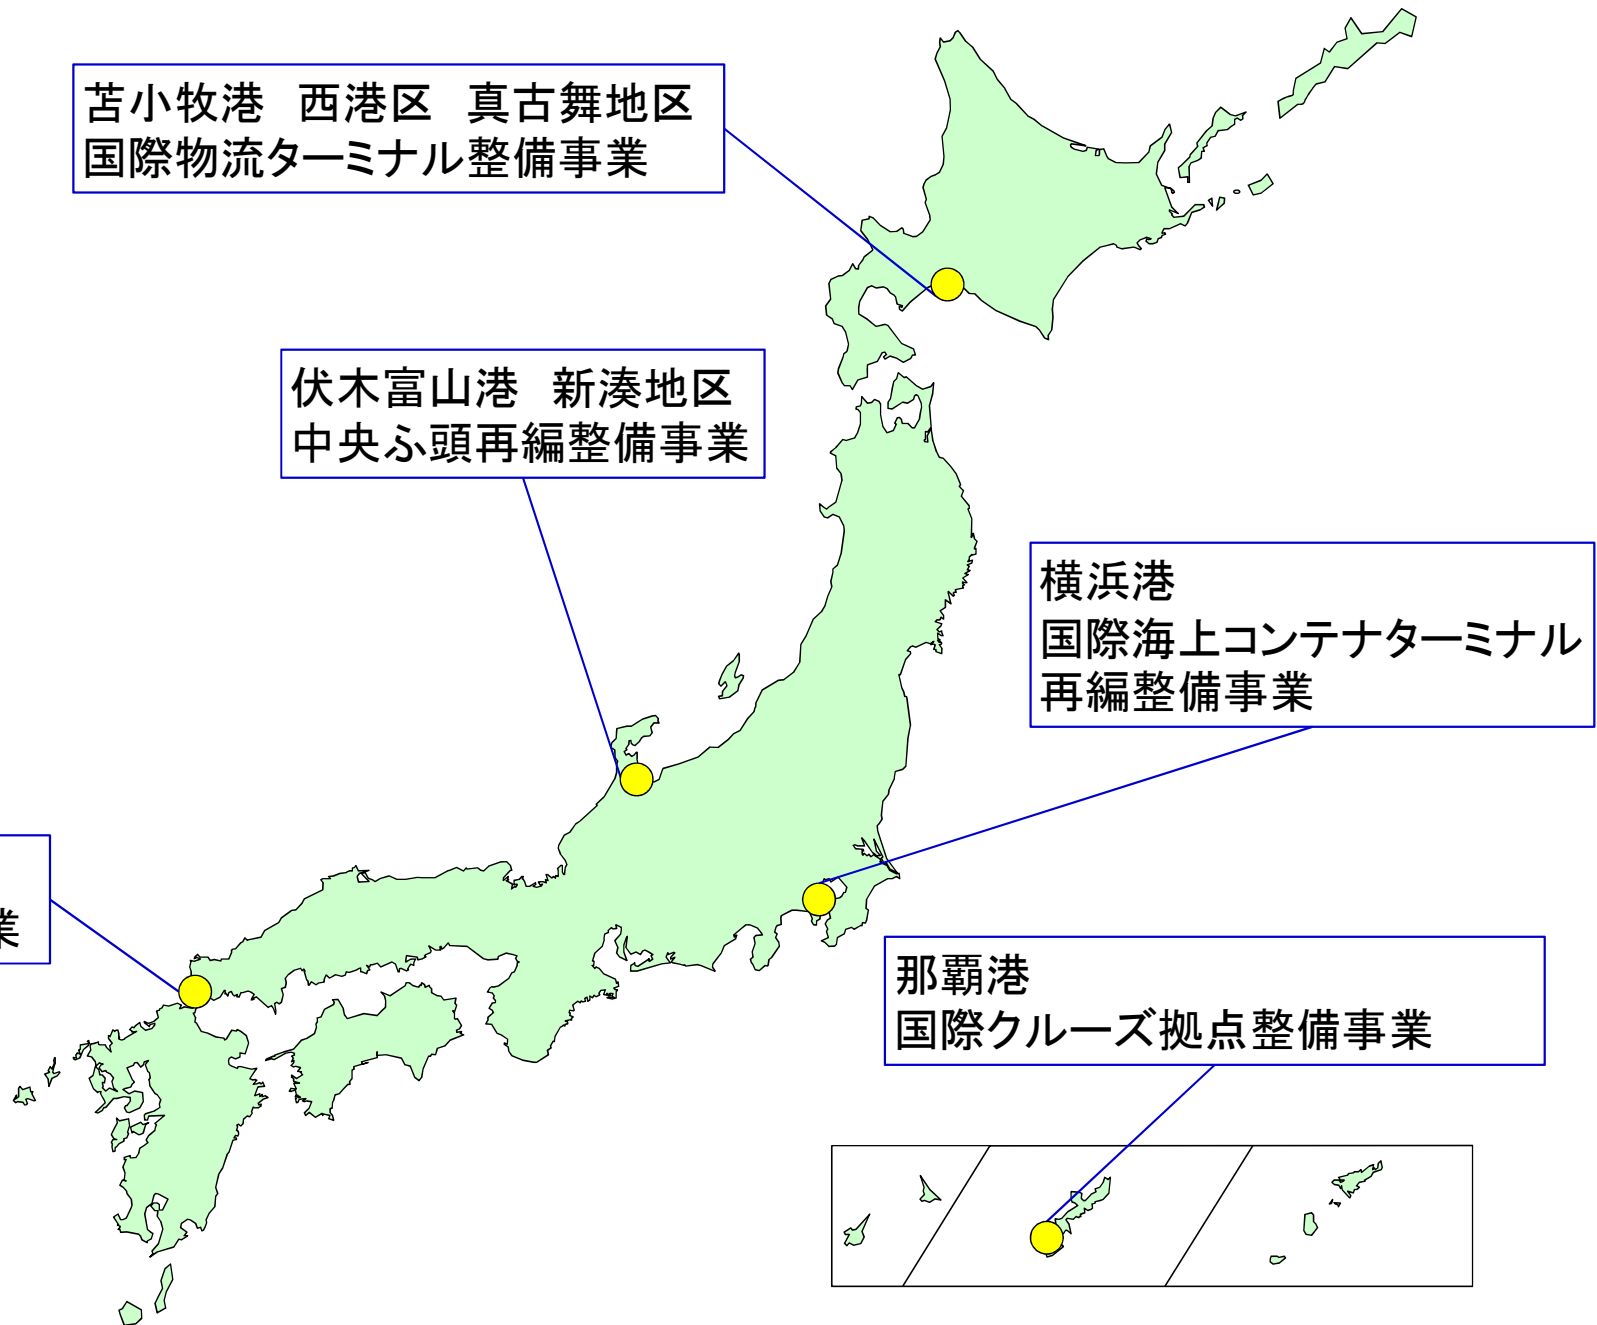 苫小牧港　西港区　真古舞地区
国際物流ターミナル整備事業
伏木富山港　新湊地区
中央ふ頭再編整備事業
横浜港
国際海上コンテナターミナル
再編整備事業
業
那覇港
国際クルーズ拠点整備事業